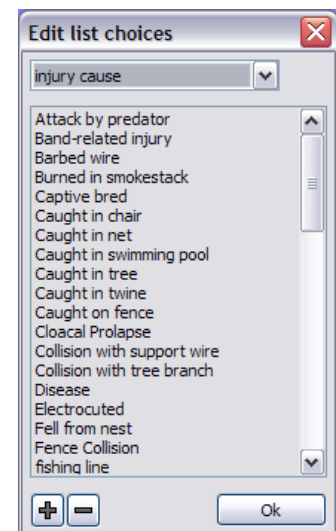 Edit list choices
injury cause
Attack by predator
Band-related injury
Barbed wire
Burned in smokestack
Captive bred
Caught in chair
Caught in net
Caught in swimming pool
Caught in tree
Caught in twine
Caught on fence
Cloacal Prolapse
Collision with support wire
Collision with tree branch
Disease
Electrocuted
Fell from nest
Fence Collision
fishing line
Ok